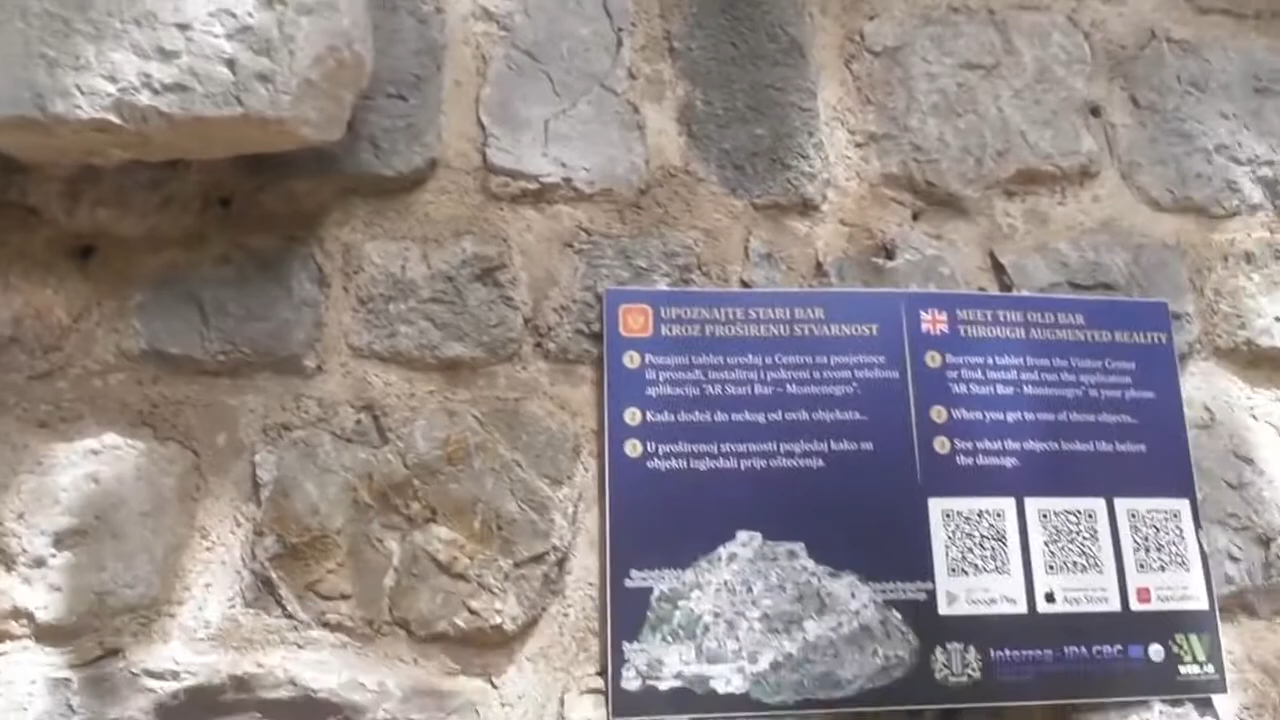 UPOZNAJTE STARI BAR
KROZ PROŠIRENU STVARNOST
1 Pozajmi tablet uređaj u Centru za posjetioce
ili pronađi, instaliraj i pokreni u svom telefonu
aplikaciju "AR Stari Bar – Montenegro".
2 Kada dođeš do nekog od ovih objekata...
3 U proširenoj stvarnosti pogledaj kako su
objekti izgledali prije oštećenja.
MEET THE OLD BAR
THROUGH AUGMENTED REALITY
1 Borrow a tablet from the Visitor Center
or find, install and run the application
"AR Stari Bar - Montenegro" in your phone
2 When you get to one of these objects...
3 See what the objects looked like before
the damage.
Google Play
App Store
AppGallery
Interreg - IPA CBC
WEBLAB